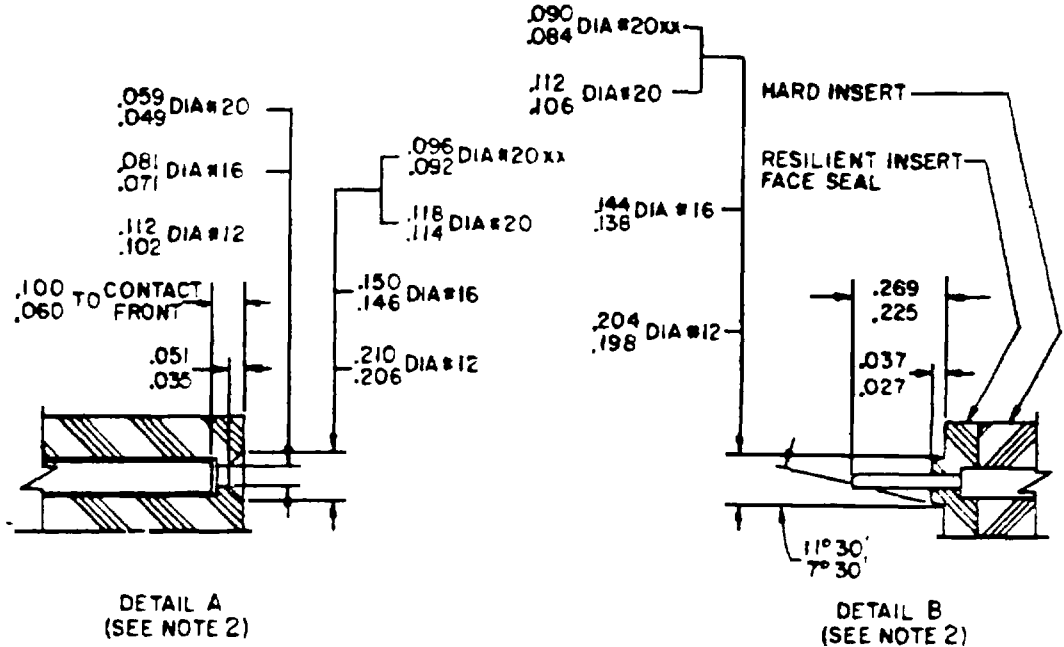 .059
.049 DIA #20
.081
.071 DIA #16
.112
.102 DIA #12
.100
.060 TO CONTACT
FRONT
.051
.035
.096
.092 DIA #20xx
.118
.114 DIA #20
.150
.146 DIA #16
.210
.206 DIA #12
DETAIL A
(SEE NOTE 2)
.090
.084 DIA #20xx
.112
.106 DIA #20
.144
.138 DIA #16
.204
.198 DIA #12
HARD INSERT
RESILIENT INSERT
FACE SEAL
.269
.225
.037
.027
11° 30'
7° 30'
DETAIL B
(SEE NOTE 2)